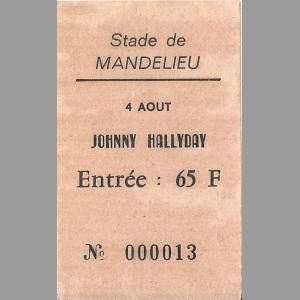 Stade de
MANDELIEU
4 AOUT
JOHNNY HALLYDAY
Entrée : 65 F
№ 000013